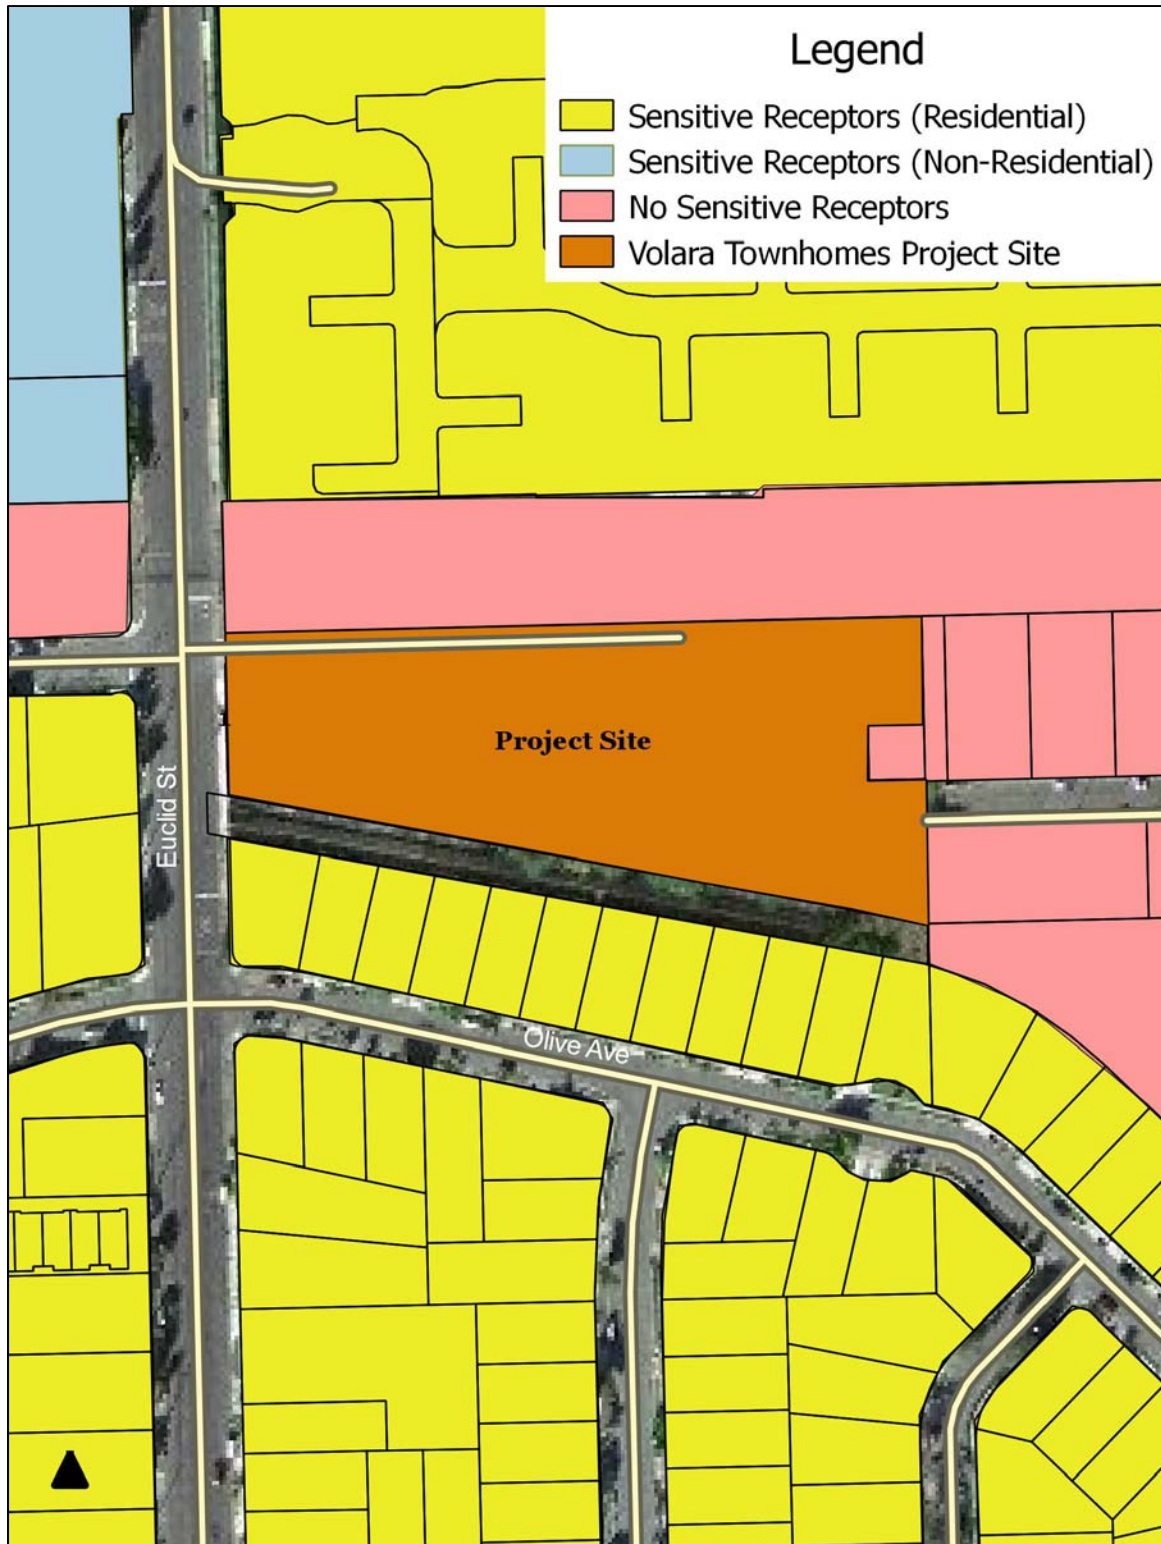 Legend
Sensitive Receptors (Residential)
Sensitive Receptors (Non-Residential)
No Sensitive Receptors
Volara Townhomes Project Site
Project Site
Euclid St
Olive Ave